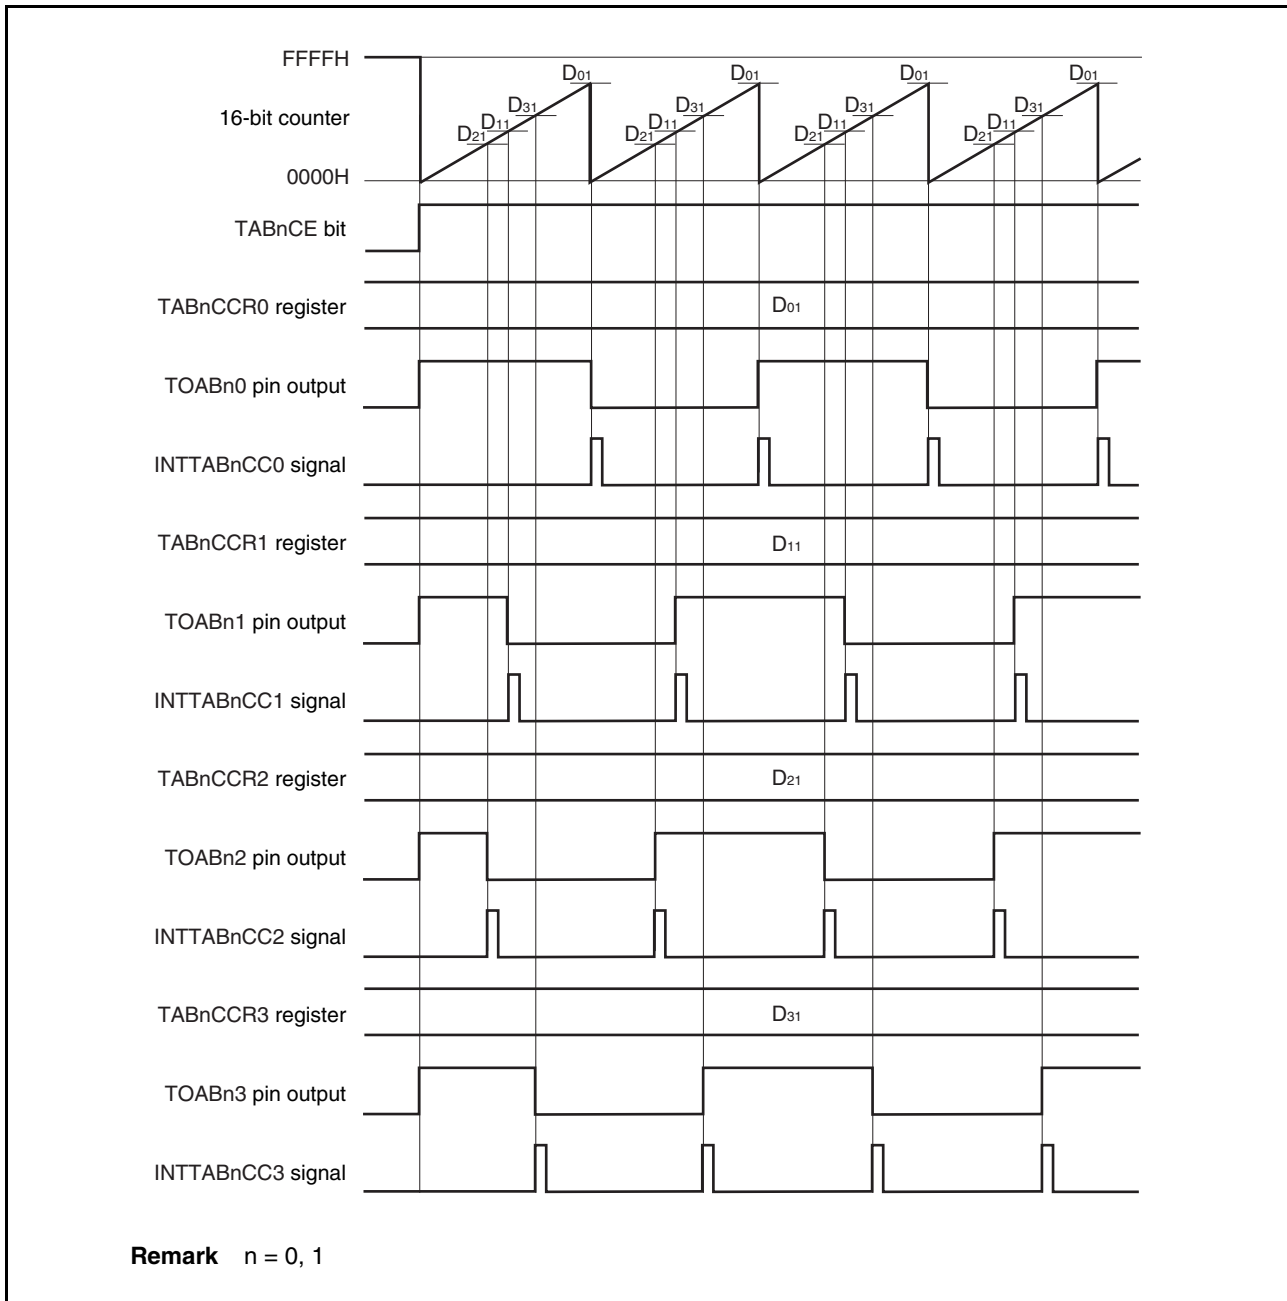 FFFFH
D01 D01 D01 D01
D31 D31 D31 D31
16-bit counter
D11 D11 D11 D11
D21 D21 D21 D21
0000H
TABnCE bit
TABnCCR0 register D01
TOABn0 pin output
INTTABnCC0 signal
TABnCCR1 register D11
TOABn1 pin output
INTTABnCC1 signal
TABnCCR2 register D21
TOABn2 pin output
INTTABnCC2 signal
TABnCCR3 register D31
TOABn3 pin output
INTTABnCC3 signal
Remark n = 0, 1